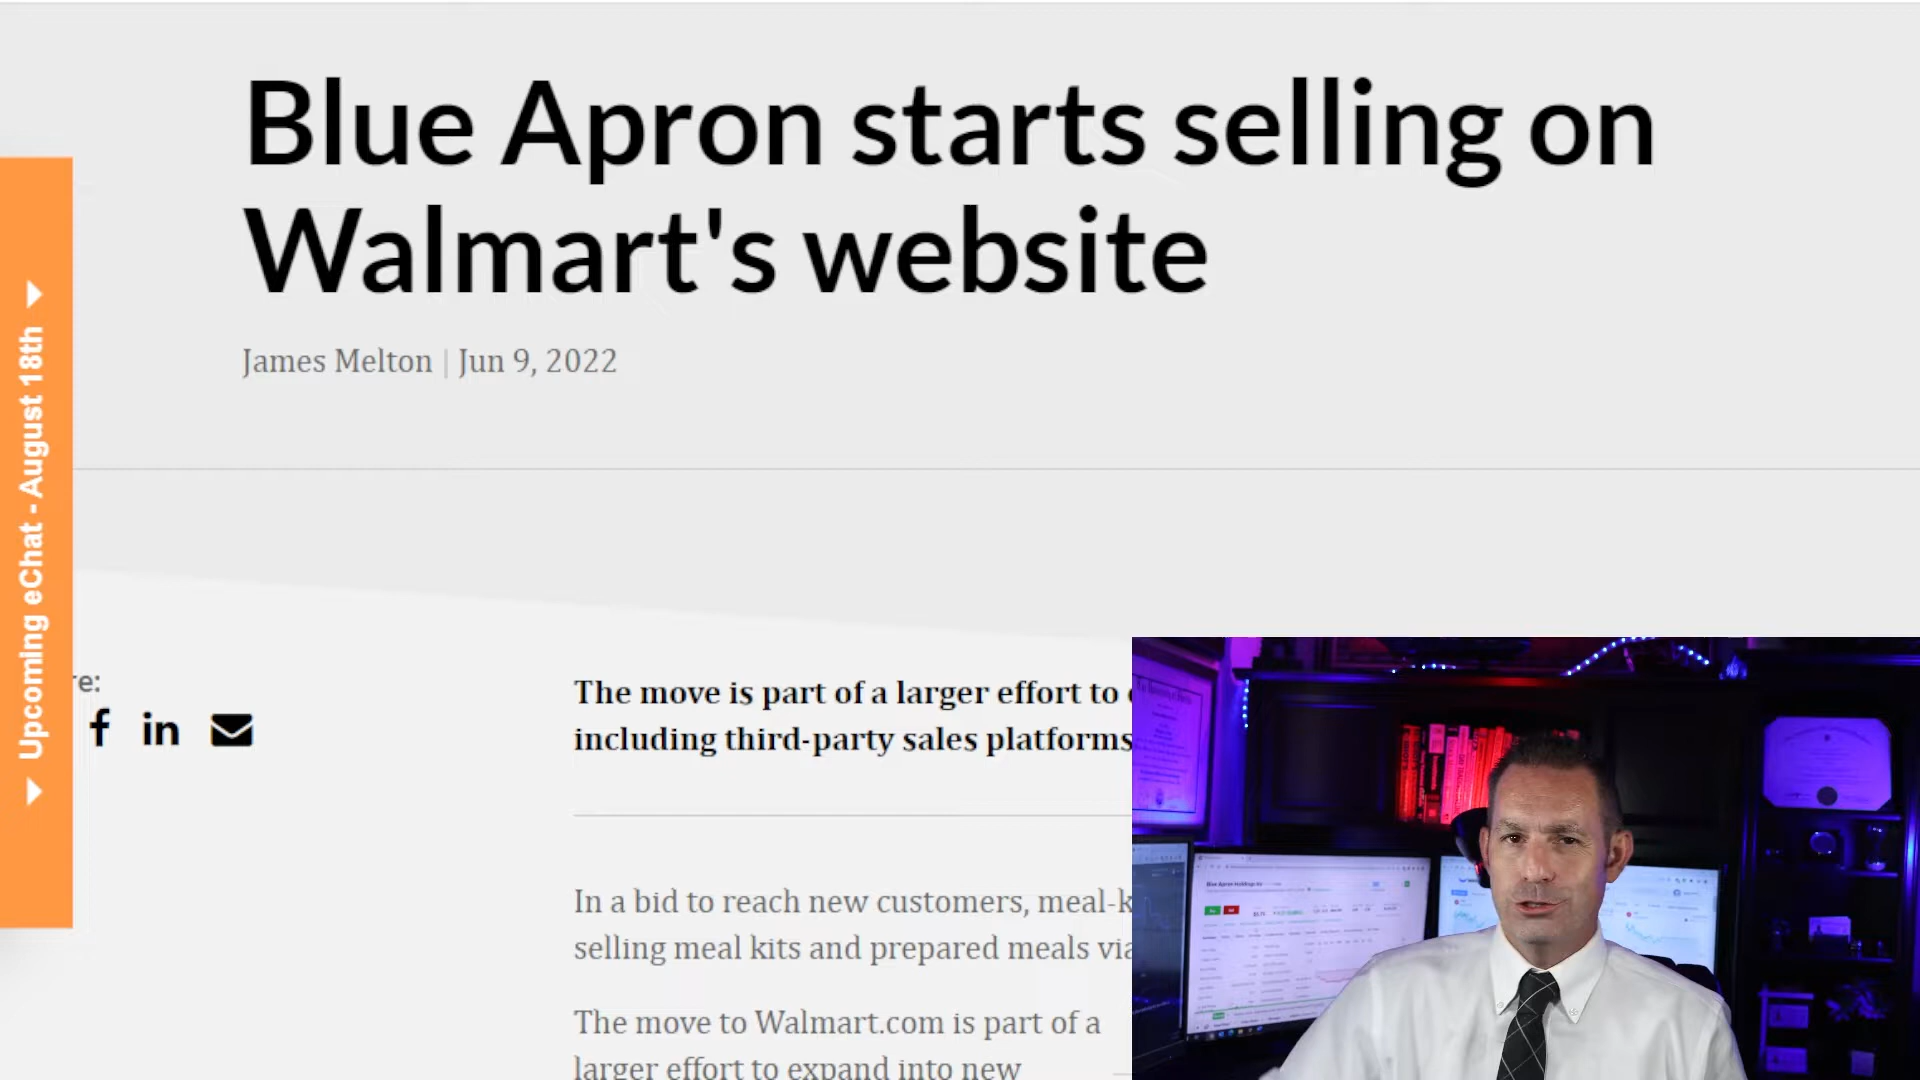 Blue Apron starts selling on
Walmart's website
James Melton | Jun 9, 2022
Upcoming eChat - August 18th
re:
f in
The move is part of a larger effort to
including third-party sales platforms
In a bid to reach new customers, meal-k
selling meal kits and prepared meals via
The move to Walmart.com is part of a
larger effort to expand into new